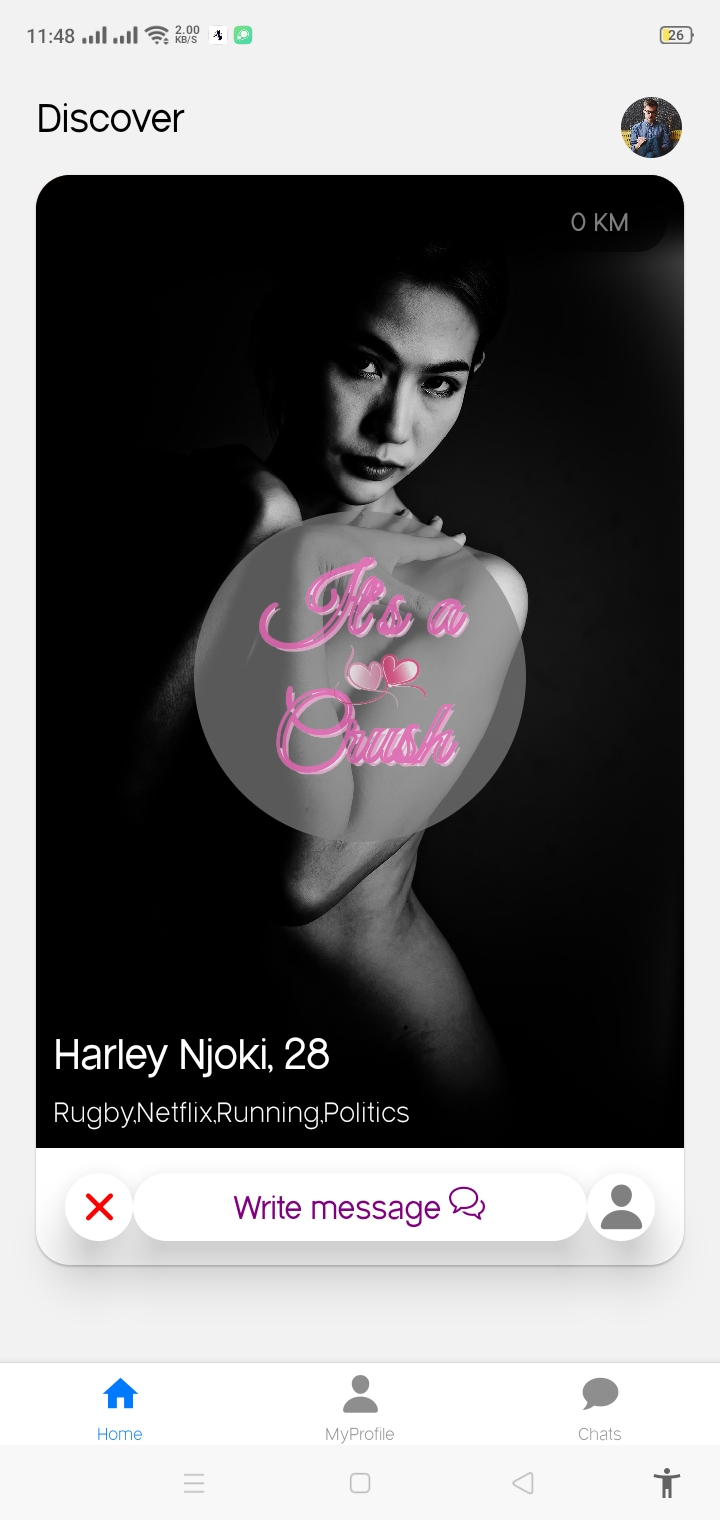 11:48 2.00 KB/S 26
Discover
0 KM
It's a
Crush
Harley Njoki, 28
Rugby,Netflix,Running,Politics
Write message
Home MyProfile Chats